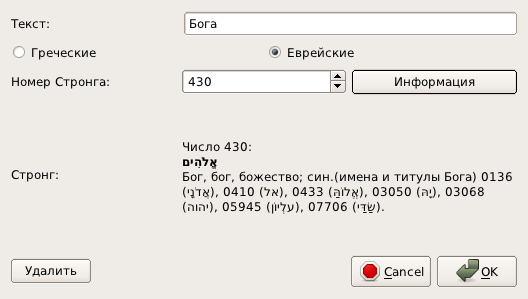 Текст: Бога
Греческие Еврейские
Номер Стронга: 430 Информация
Число 430:
אֱלֹהִים
Стронг: Бог, бог, божество; син.(имена и титулы Бога) 0136
(אֲדֹנָי), 0410 (אל), 0433 (אֱלוֹהַּ), 03050 (יָהּ), 03068
(יהוה), 05945 (עליוֹן), 07706 (שַׁדַּי).
Удалить Cancel OK